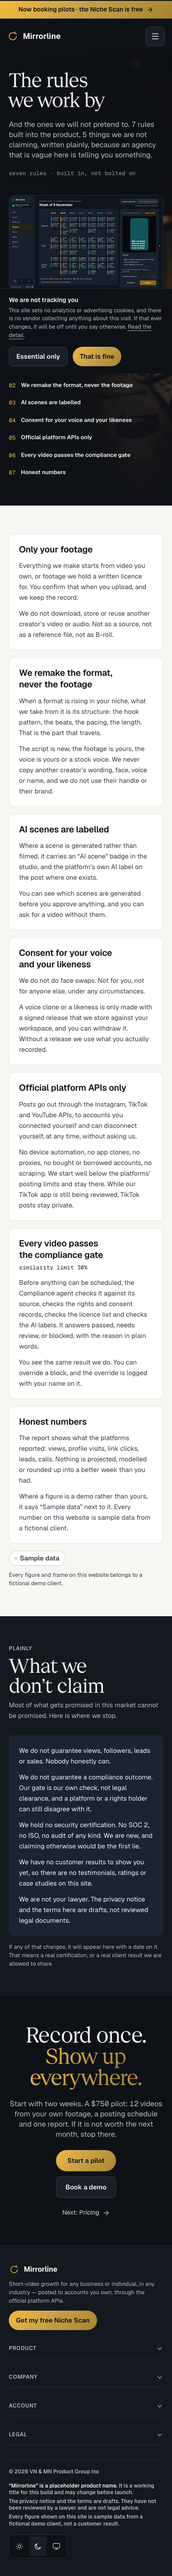 Now booking pilots · the Niche Scan is free →
Mirrorline
The rules
we work by
And the ones we will not pretend to. 7 rules
built into the product, 5 things we are not
claiming, written plainly, because an agency
that is vague here is telling you something.
seven rules · built in, not bolted on
Week of 9 November
We are not tracking you
This site sets no analytics or advertising cookies, and there
is no vendor collecting anything about this visit. If that ever
changes, it will be off until you say otherwise. Read the
detail.
Essential only
That is fine
02 We remake the format, never the footage
03 AI scenes are labelled
04 Consent for your voice and your likeness
05 Official platform APIs only
06 Every video passes the compliance gate
07 Honest numbers
Only your footage
Everything we make starts from video you
own, or footage we hold a written licence
for. You confirm that when you upload, and
we keep the record.
We do not download, store or reuse another
creator's video or audio. Not as a source, not
as a reference file, not as B-roll.
We remake the format,
never the footage
When a format is rising in your niche, what
we take from it is its structure: the hook
pattern, the beats, the pacing, the length.
That is the part that travels.
The script is new, the footage is yours, the
voice is yours or a stock voice. We never
copy another creator's wording, face, voice
or name, and we do not use their handle or
their brand.
AI scenes are labelled
Where a scene is generated rather than
filmed, it carries an “AI scene” badge in the
studio, and the platform's own AI label on
the post where one exists.
You can see which scenes are generated
before you approve anything, and you can
ask for a video without them.
Consent for your voice
and your likeness
We do not do face swaps. Not for you, not
for anyone else, under any circumstances.
A voice clone or a likeness is only made with
a signed release that we store against your
workspace, and you can withdraw it.
Without a release we use what you actually
recorded.
Official platform APIs only
Posts go out through the Instagram, TikTok
and YouTube APIs, to accounts you
connected yourself and can disconnect
yourself, at any time, without asking us.
No device automation, no app clones, no
proxies, no bought or borrowed accounts, no
scraping. We start well below the platforms'
posting limits and stay there. While our
TikTok app is still being reviewed, TikTok
posts stay private.
Every video passes
the compliance gate
similarity limit 30%
Before anything can be scheduled, the
Compliance agent checks it against its
source, checks the rights and consent
records, checks the licence list and checks
the AI labels. It answers passed, needs
review, or blocked, with the reason in plain
words.
You see the same result we do. You can
override a block, and the override is logged
with your name on it.
Honest numbers
The report shows what the platforms
reported: views, profile visits, link clicks,
leads, calls. Nothing is projected, modelled
or rounded up into a better week than you
had.
Where a figure is a demo rather than yours,
it says “Sample data” next to it. Every
number on this website is sample data from
a fictional client.
Sample data
Every figure and frame on this website belongs to a
fictional demo client.
PLAINLY
What we
don't claim
Most of what gets promised in this market cannot
be promised. Here is where we stop.
We do not guarantee views, followers, leads
or sales. Nobody honestly can.
We do not guarantee a compliance outcome.
Our gate is our own check, not legal
clearance, and a platform or a rights holder
can still disagree with it.
We hold no security certification. No SOC 2,
no ISO, no audit of any kind. We are new, and
claiming otherwise would be the first lie.
We have no customer results to show you
yet, so there are no testimonials, ratings or
case studies on this site.
We are not your lawyer. The privacy notice
and the terms here are drafts, not reviewed
legal documents.
If any of that changes, it will appear here with a date on it.
That means a real certification, or a real client result we are
allowed to share.
Record once.
Show up
everywhere.
Start with two weeks. A $750 pilot: 12 videos
from your own footage, a posting schedule
and one report. If it is not worth the next
month, stop there.
Start a pilot
Book a demo
Next: Pricing →
Mirrorline
Short-video growth for any business or individual, in any
industry — posted to accounts you own, through the
official platform APIs.
Get my free Niche Scan
PRODUCT
COMPANY
ACCOUNT
LEGAL
© 2026 VN & MN Product Group Inc
“Mirrorline” is a placeholder product name. It is a working
title for this build and may change before launch.
The privacy notice and the terms are drafts. They have not
been reviewed by a lawyer and are not legal advice.
Every figure shown on this site is sample data from a
fictional demo client, not a customer result.